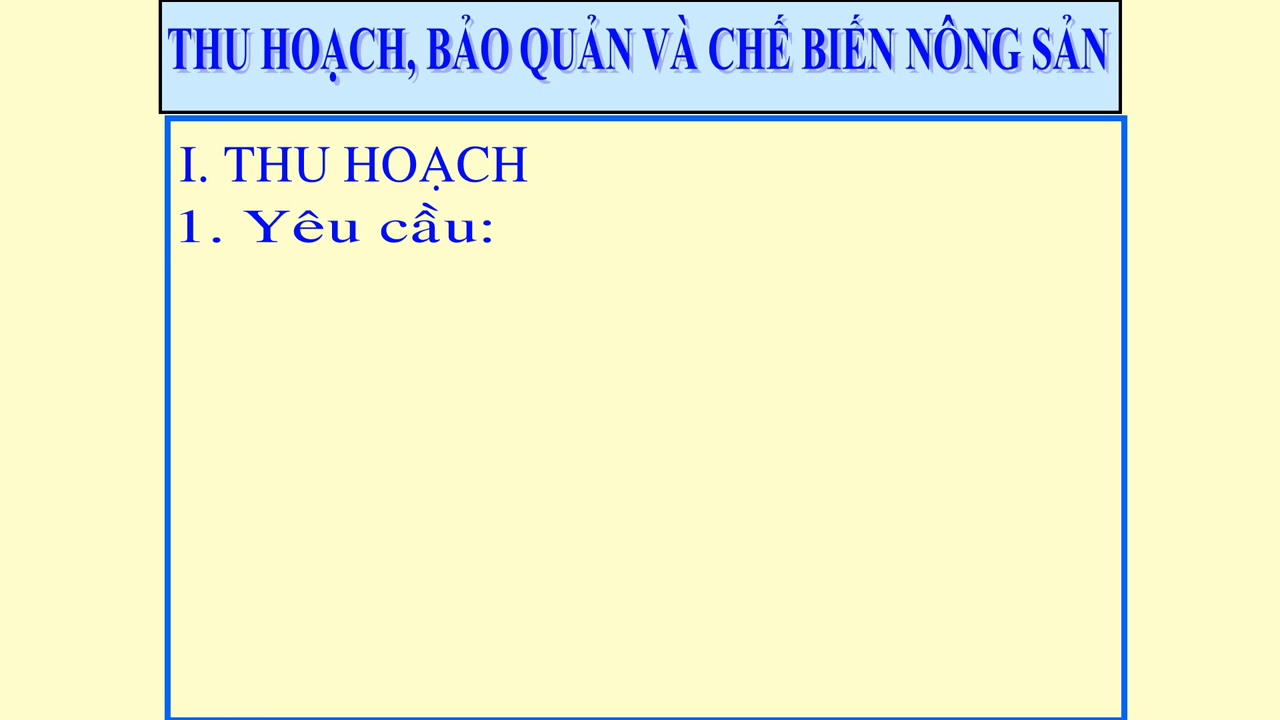 THU HOẠCH, BẢO QUẢN VÀ CHẾ BIẾN NÔNG SẢN
I. THU HOẠCH
1. Yêu cầu: